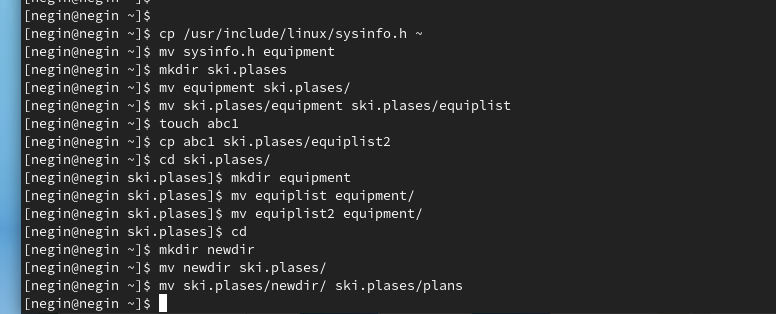 [negin@negin ~]$
[negin@negin ~]$ cp /usr/include/linux/sysinfo.h ~
[negin@negin ~]$ mv sysinfo.h equipment
[negin@negin ~]$ mkdir ski.plases
[negin@negin ~]$ mv equipment ski.plases/
[negin@negin ~]$ mv ski.plases/equipment ski.plases/equiplist
[negin@negin ~]$ touch abc1
[negin@negin ~]$ cp abc1 ski.plases/equiplist2
[negin@negin ~]$ cd ski.plases/
[negin@negin ski.plases]$ mkdir equipment
[negin@negin ski.plases]$ mv equiplist equipment/
[negin@negin ski.plases]$ mv equiplist2 equipment/
[negin@negin ski.plases]$ cd
[negin@negin ~]$ mkdir newdir
[negin@negin ~]$ mv newdir ski.plases/
[negin@negin ~]$ mv ski.plases/newdir/ ski.plases/plans
[negin@negin ~]$